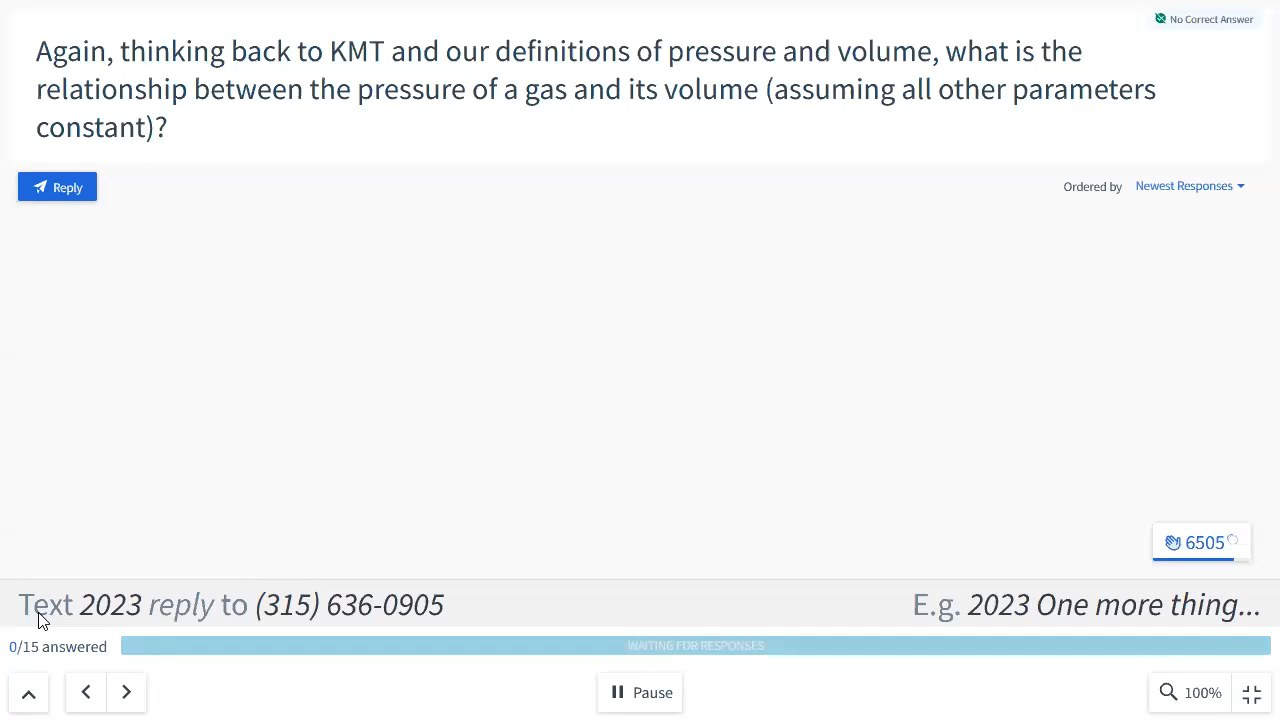 No Correct Answer
Again, thinking back to KMT and our definitions of pressure and volume, what is the
relationship between the pressure of a gas and its volume (assuming all other parameters
constant)?
Reply
Ordered by Newest Responses
6505
Text 2023 reply to (315) 636-0905
E.g. 2023 One more thing...
0/15 answered
WAITING FOR RESPONSES
Pause
100%